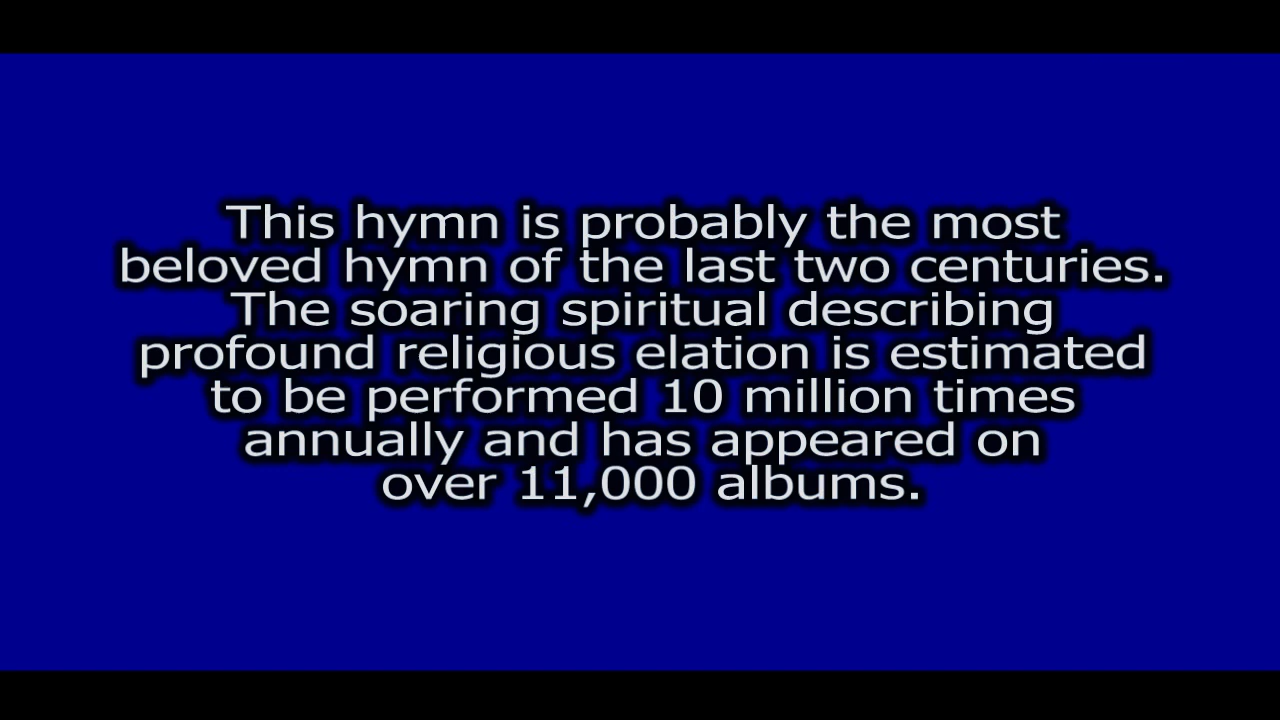 This hymn is probably the most
beloved hymn of the last two centuries.
The soaring spiritual describing
profound religious elation is estimated
to be performed 10 million times
annually and has appeared on
over 11,000 albums.